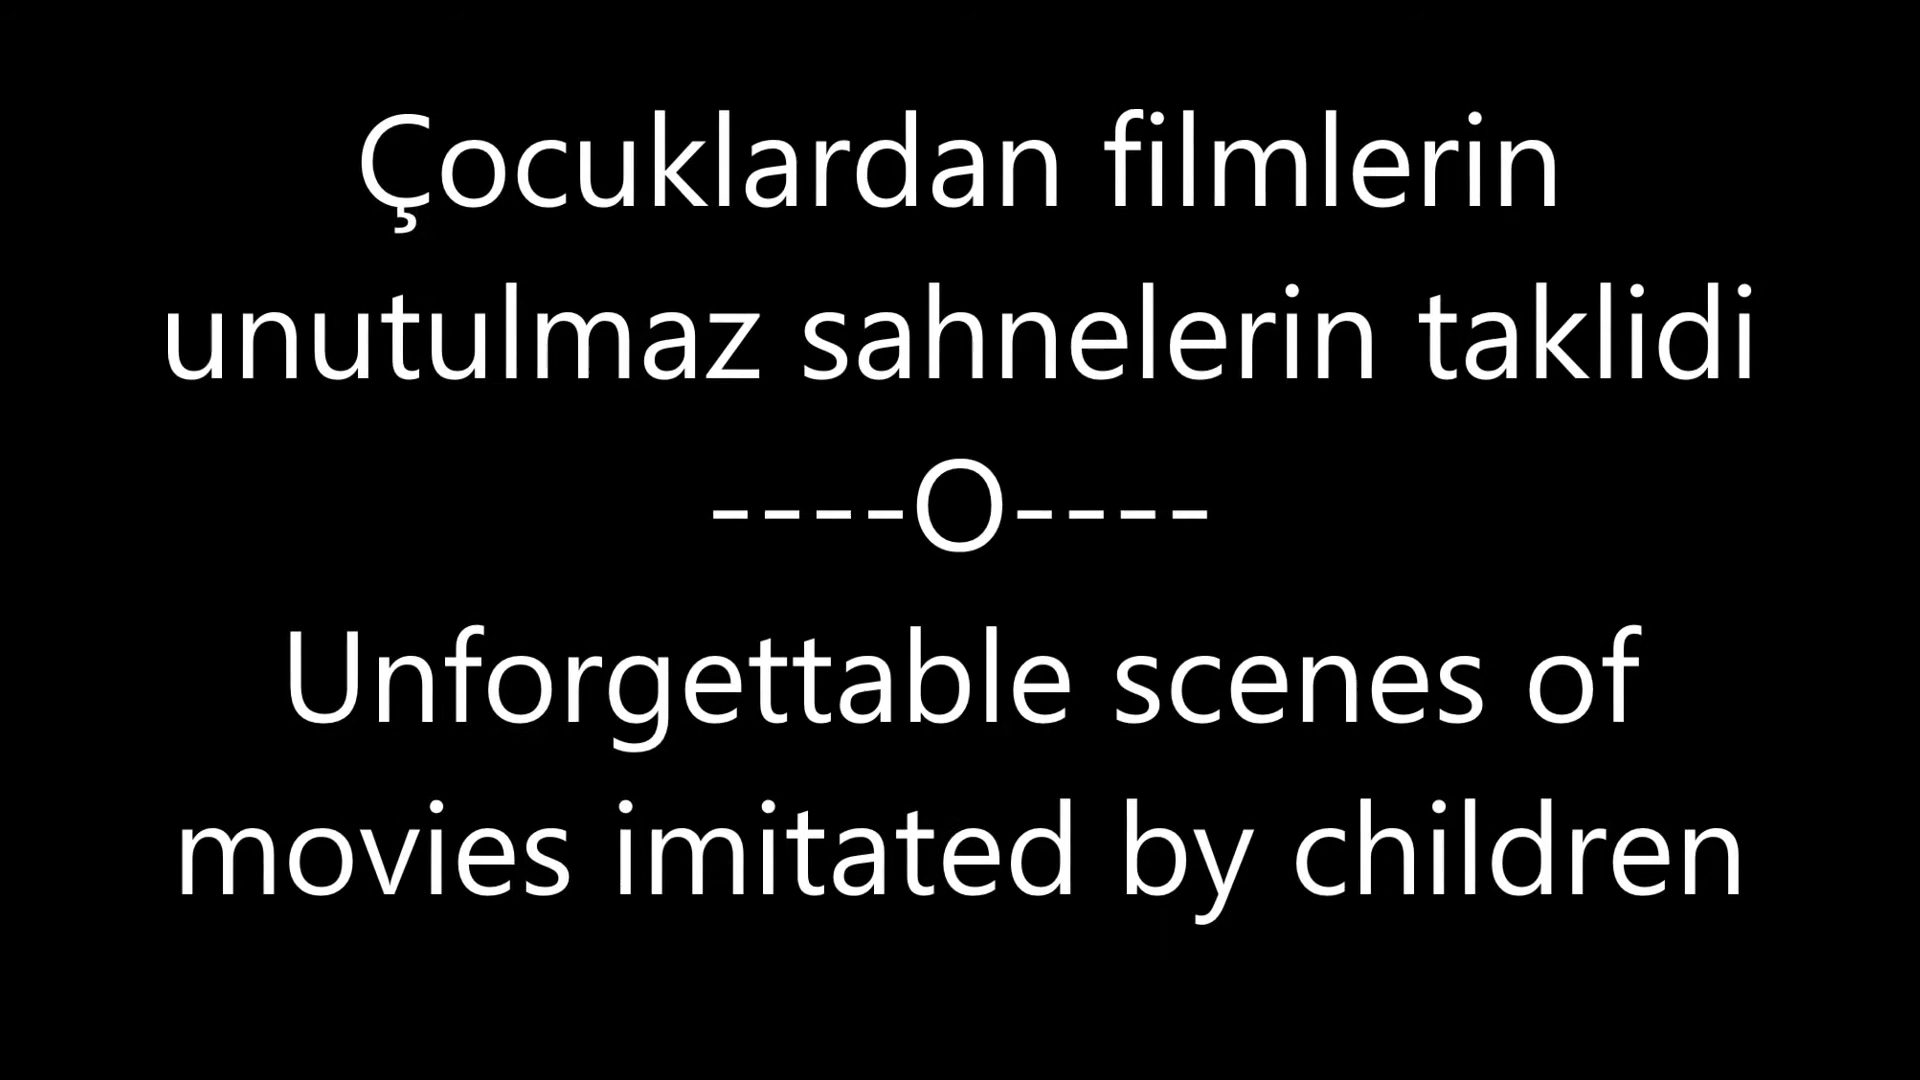 Çocuklardan filmlerin
unutulmaz sahnelerin taklidi
----O----
Unforgettable scenes of
movies imitated by children